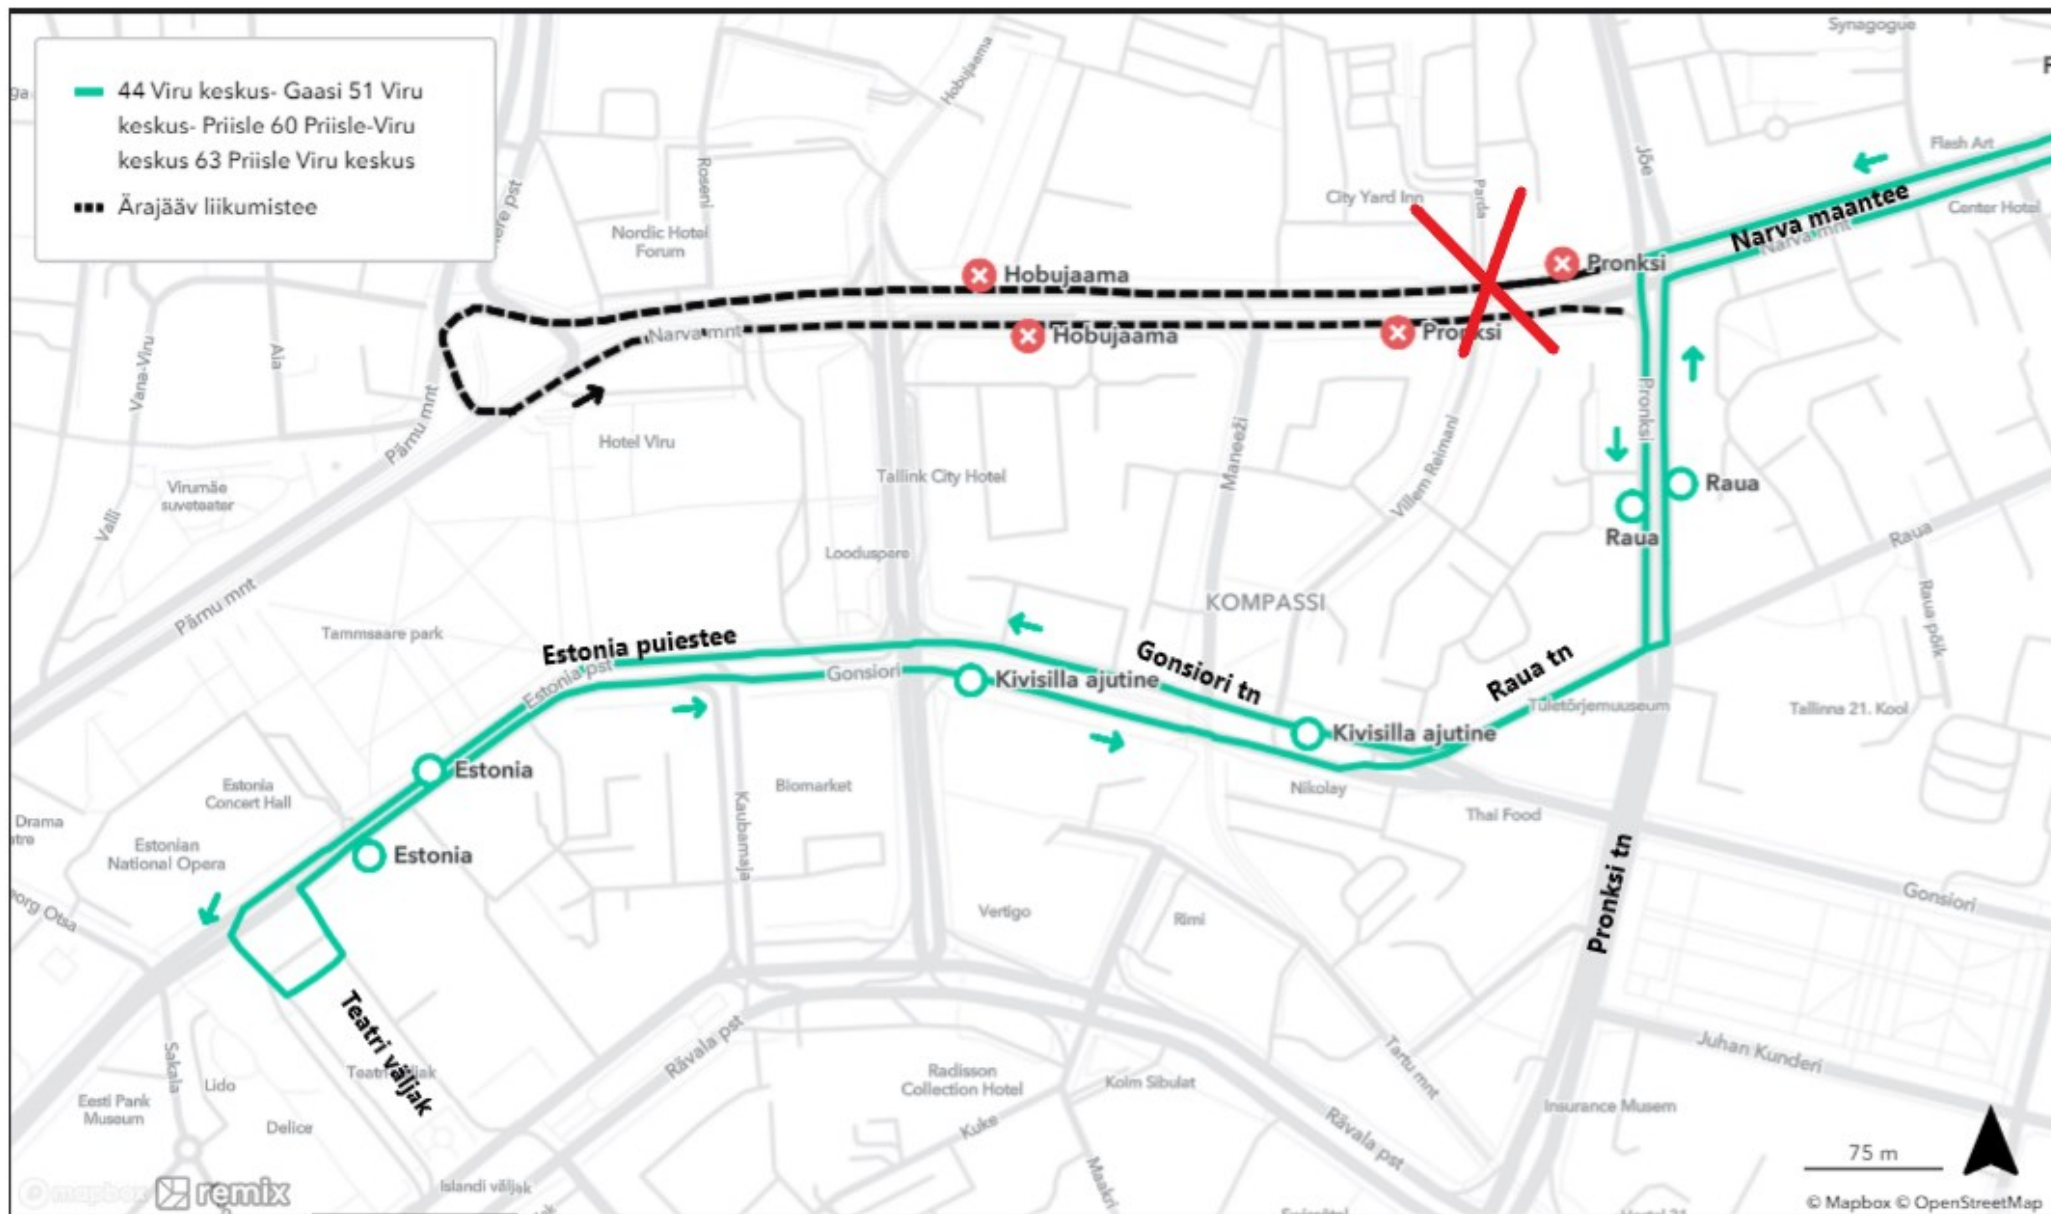 44 Viru keskus- Gaasi 51 Viru
keskus- Priisle 60 Priisle-Viru
keskus 63 Priisle Viru keskus
Ärajääv liikumistee
Synagogue
Hobujaama
Jõe
Flash Art
Roseni
City Yard Inn
Parda
Center Hotel
Narva maantee
Narva mnt
Nordic Hotel
Forum
Hobujaama
Pronksi
Narva mnt
Hobujaama
Pronksi
Vana-Viru
Aia
Pärnu mnt
Hotel Viru
Pronksi
Maneeži
Villem Reimani
Tallink City Hotel
Virumäe
suveteater
Valli
Raua
Raua
Raua
Looduspere
Pärnu mnt
KOMPASSI
Raua põik
Tammsaare park
Estonia puiestee
Estonia pst
Gonsiori
Gonsiori tn
Raua tn
Kivisilla ajutine
Kivisilla ajutine
Tuletõrjemuuseum
Tallinna 21. Kool
Estonia
Estonia
Concert Hall
Biomarket
Nikolay
Thai Food
Kaubamaja
Drama
Estonian
National Opera
Estonia
Pronksi tn
Gonsiori
Vertigo
Rimi
Teatri väljak
Teatri väljak
Sakala
Lido
Eesti Pank
Museum
Delice
Rävala pst
Radisson
Collection Hotel
Kolm Sibulat
Kuke
Maakri
Tartu mnt
Rävala pst
Juhan Kunderi
Insurance Musem
75 m
Islandi väljak
mapbox remix
© Mapbox © OpenStreetMap